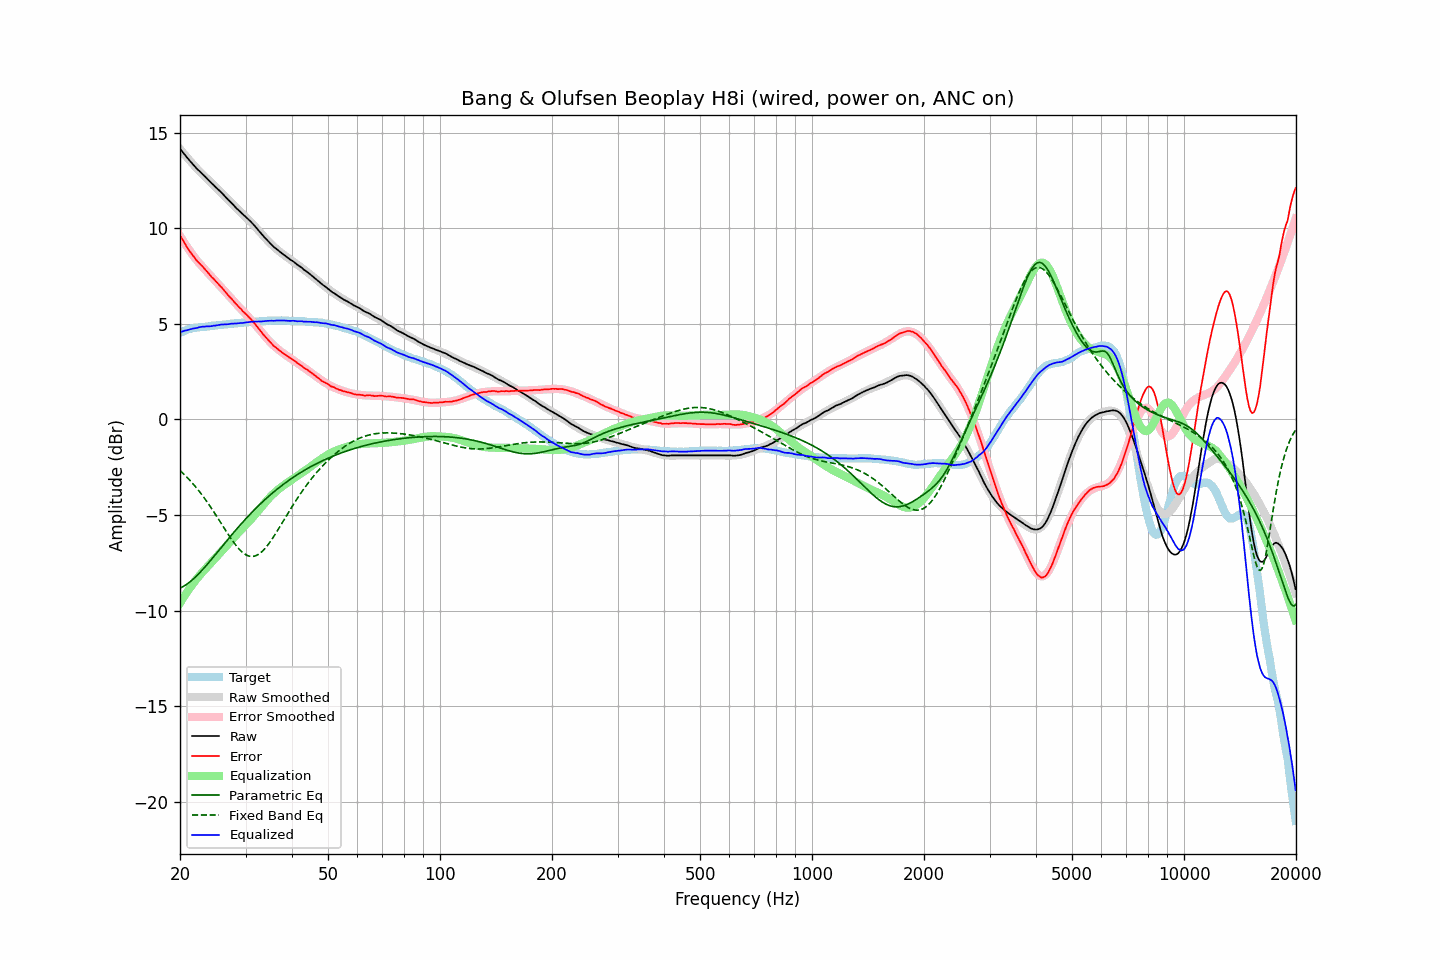 Bang & Olufsen Beoplay H8i (wired, power on, ANC on)
Amplitude (dBr)
15
10
5
0
−5
−10
−15
−20
Target
Raw Smoothed
Error Smoothed
Raw
Error
Equalization
Parametric Eq
Fixed Band Eq
Equalized
20 50 100 200 500 1000 2000 5000 10000 20000
Frequency (Hz)